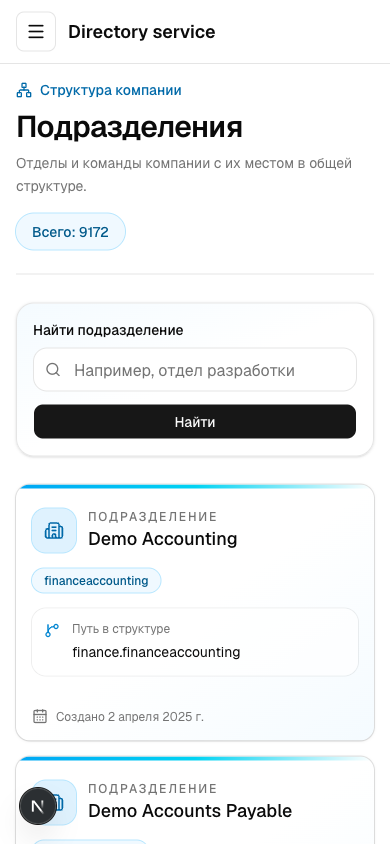 Directory service
Структура компании
Подразделения
Отделы и команды компании с их местом в общей
структуре.
Всего: 9172
Найти подразделение
Например, отдел разработки
Найти
ПОДРАЗДЕЛЕНИЕ
Demo Accounting
financeaccounting
Путь в структуре
finance.financeaccounting
Создано 2 апреля 2025 г.
ПОДРАЗДЕЛЕНИЕ
Demo Accounts Payable
N